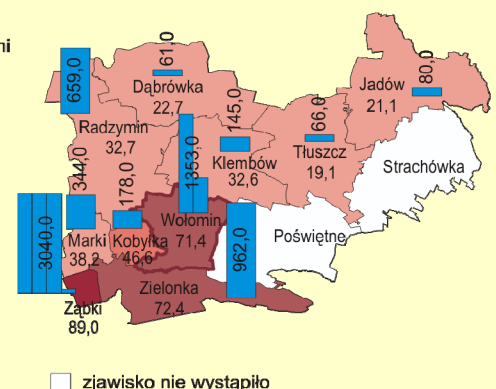 ni
61,0
659,0
Dąbrówka
22,7
145,0
80,0
Jadów
21,1
66,0
Radzymin
32,7
344,0
178,0
1353,0
Klembów
32,6
Tłuszcz
19,1
Strachówka
3040,0
Marki
38,2
Kobyłka
46,6
Wołomin
71,4
962,0
Poświętne
Ząbki
89,0
Zielonka
72,4
zjawisko nie wystąpiło